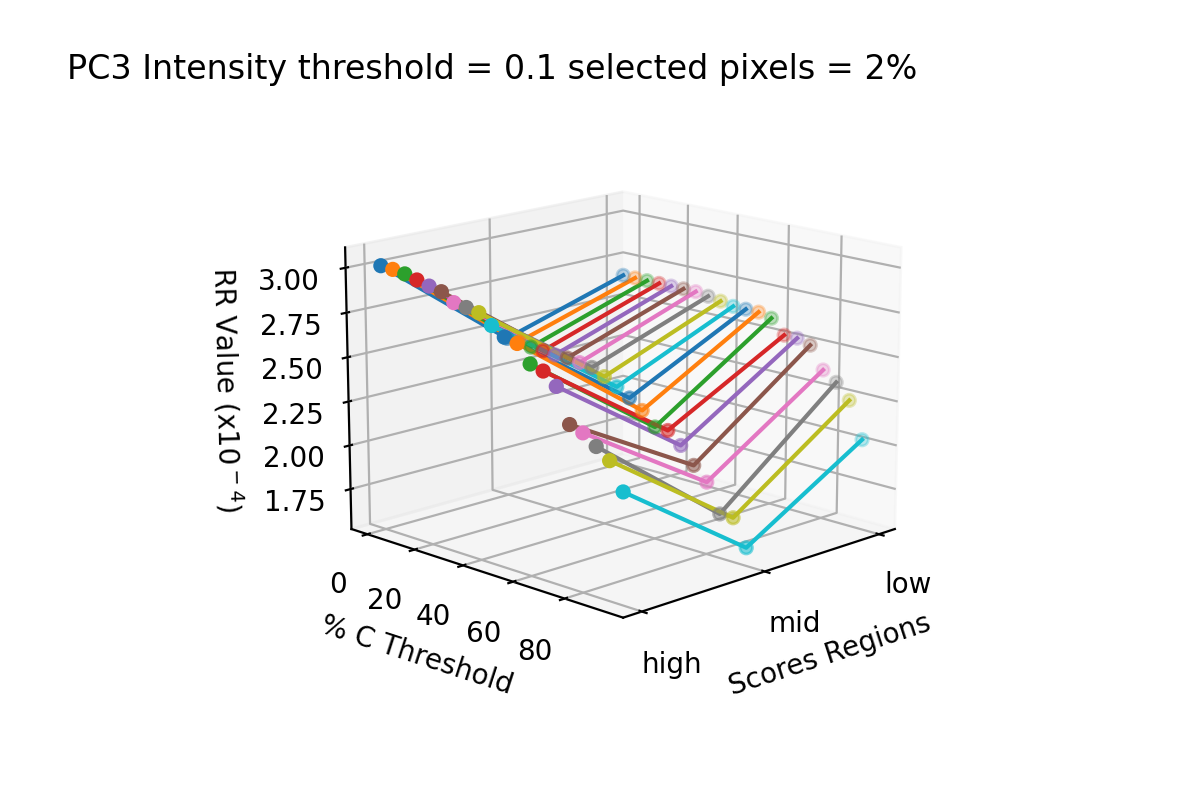 PC3 Intensity threshold = 0.1 selected pixels = 2%
RR Value (x10⁻⁴)
3.00
2.75
2.50
2.25
2.00
1.75
0
20
40
60
80
% C Threshold
high
mid
low
Scores Regions